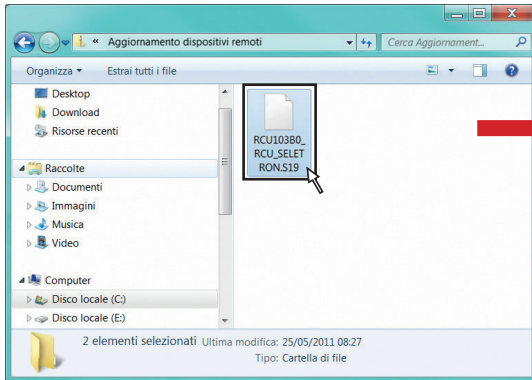 « Aggiornamento dispositivi remoti
Cerca Aggiornament...
Organizza
Estrai tutti i file
Desktop
Download
Risorse recenti
Raccolte
Documenti
Immagini
Musica
Video
Computer
Disco locale (C:)
Disco locale (E:)
RCU103B0_
RCU_SELET
RON.S19
2 elementi selezionati Ultima modifica: 25/05/2011 08:27
Tipo: Cartella di file